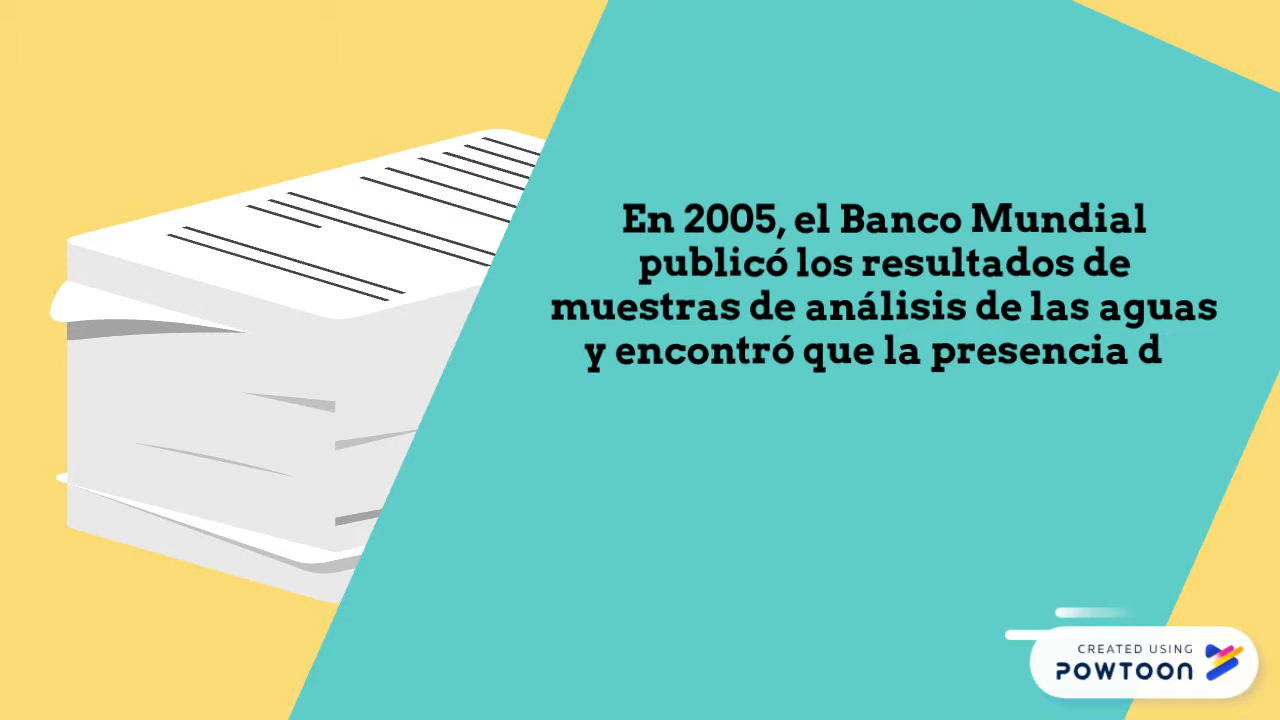 En 2005, el Banco Mundial
publicó los resultados de
muestras de análisis de las aguas
y encontró que la presencia d
CREATED USING
POWTOON